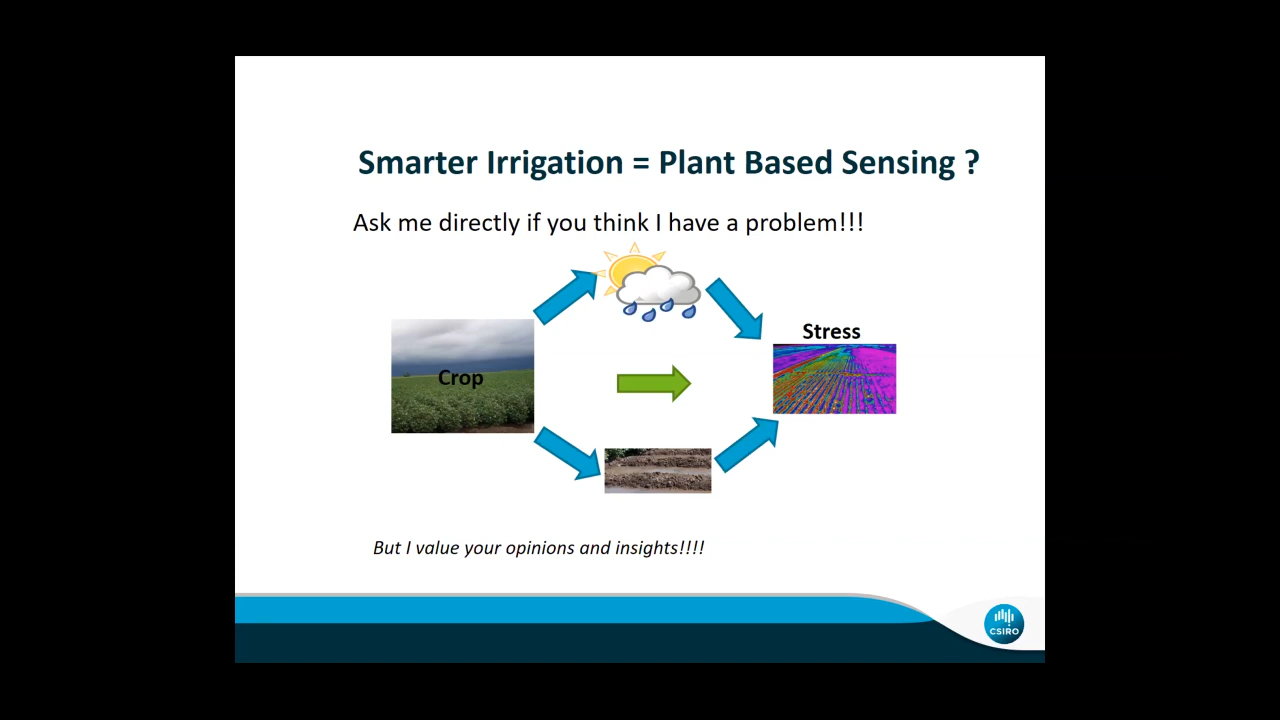 Smarter Irrigation = Plant Based Sensing ?
Ask me directly if you think I have a problem!!!
Stress
Crop
But I value your opinions and insights!!!!
CSIRO